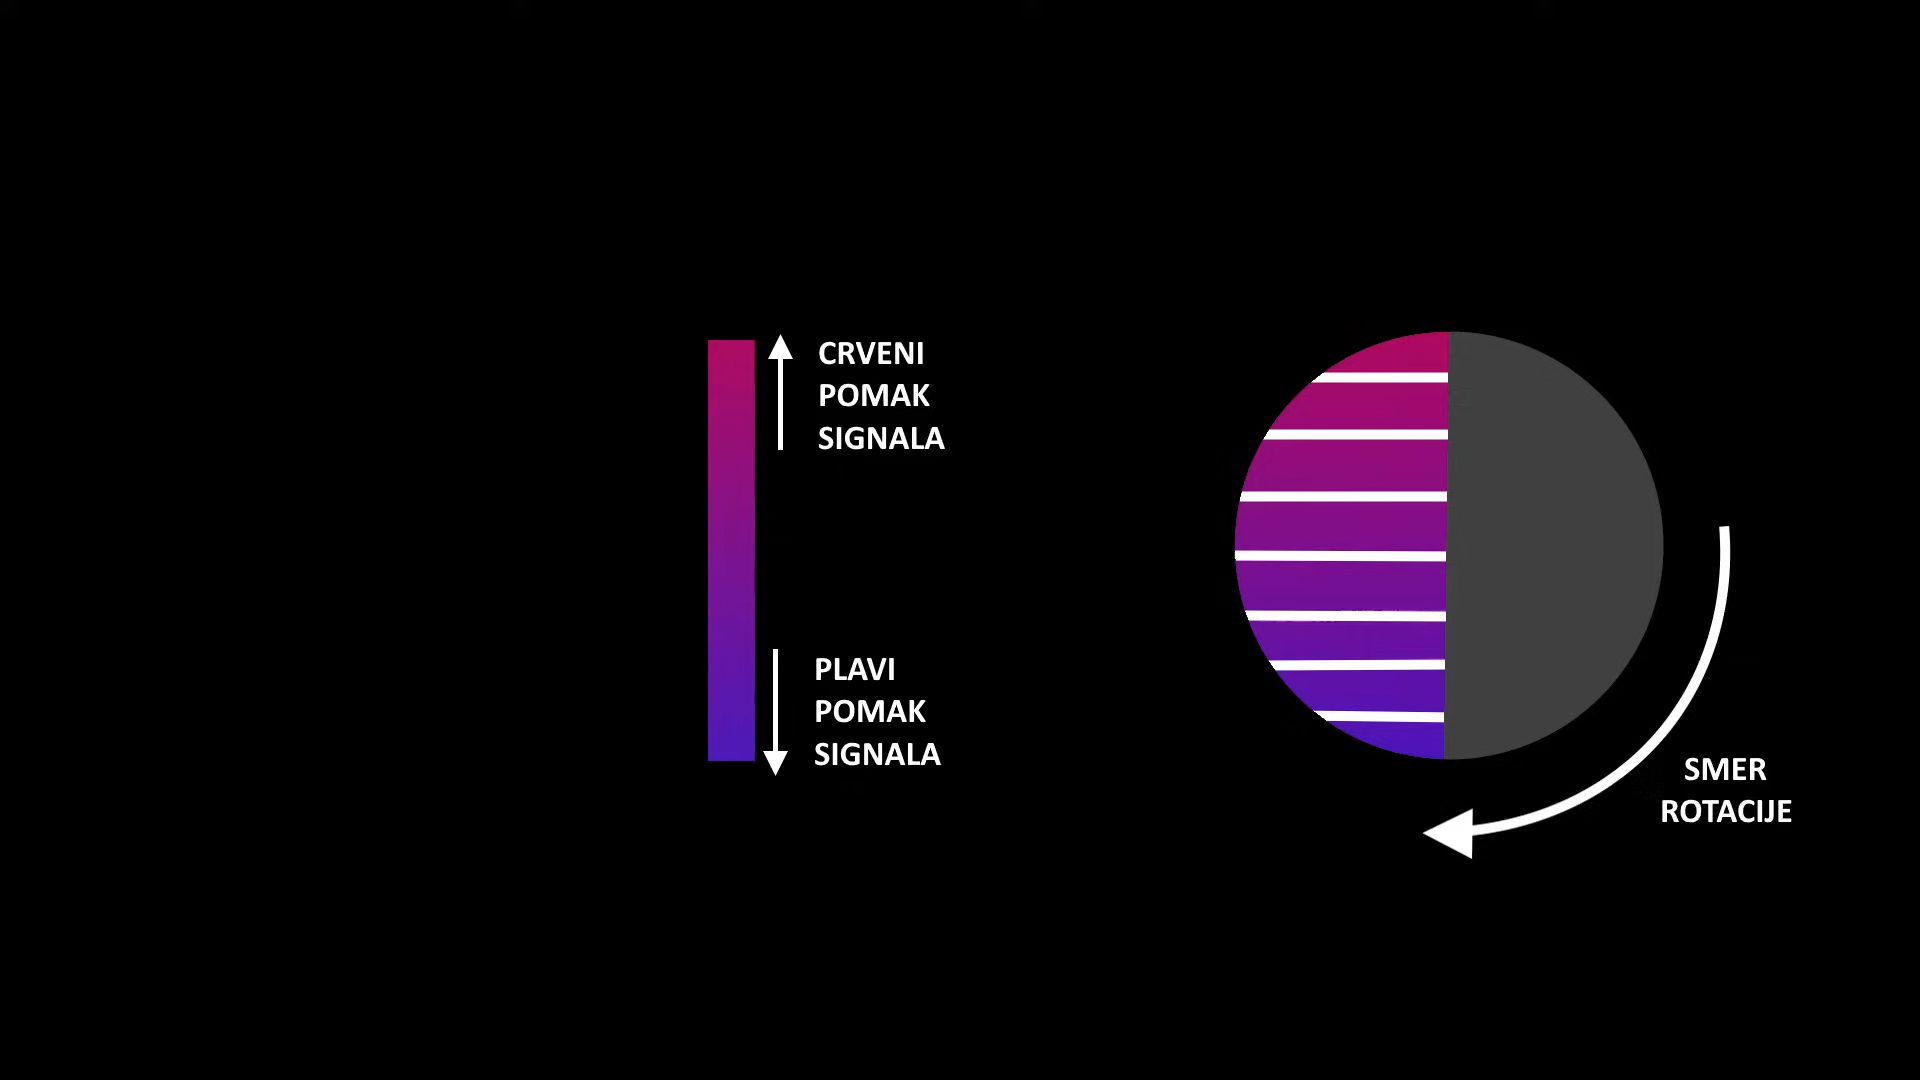 CRVENI
POMAK
SIGNALA
PLAVI
POMAK
SIGNALA
SMER
ROTACIJE